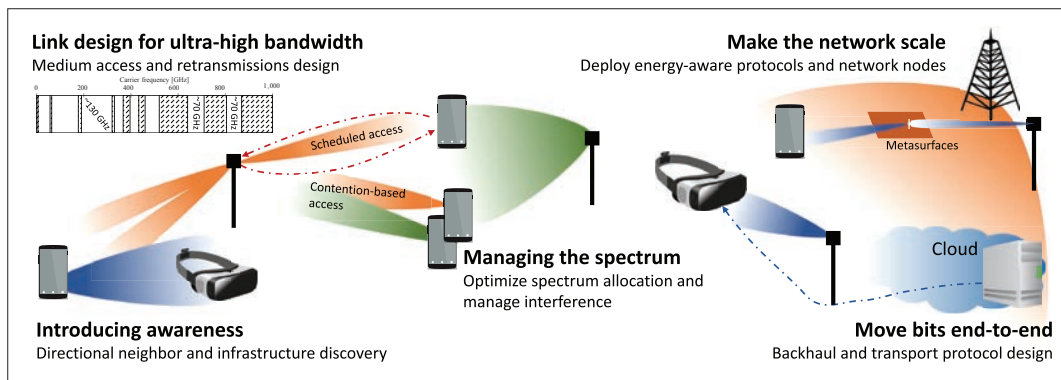 Link design for ultra-high bandwidth
Medium access and retransmissions design
Carrier frequency [GHz]
0 200 400 600 800 1,000
~130 GHz
~70 GHz
~70 GHz
Scheduled access
Contention-based
access
Introducing awareness
Directional neighbor and infrastructure discovery
Managing the spectrum
Optimize spectrum allocation and
manage interference
Make the network scale
Deploy energy-aware protocols and network nodes
Metasurfaces
Cloud
Move bits end-to-end
Backhaul and transport protocol design